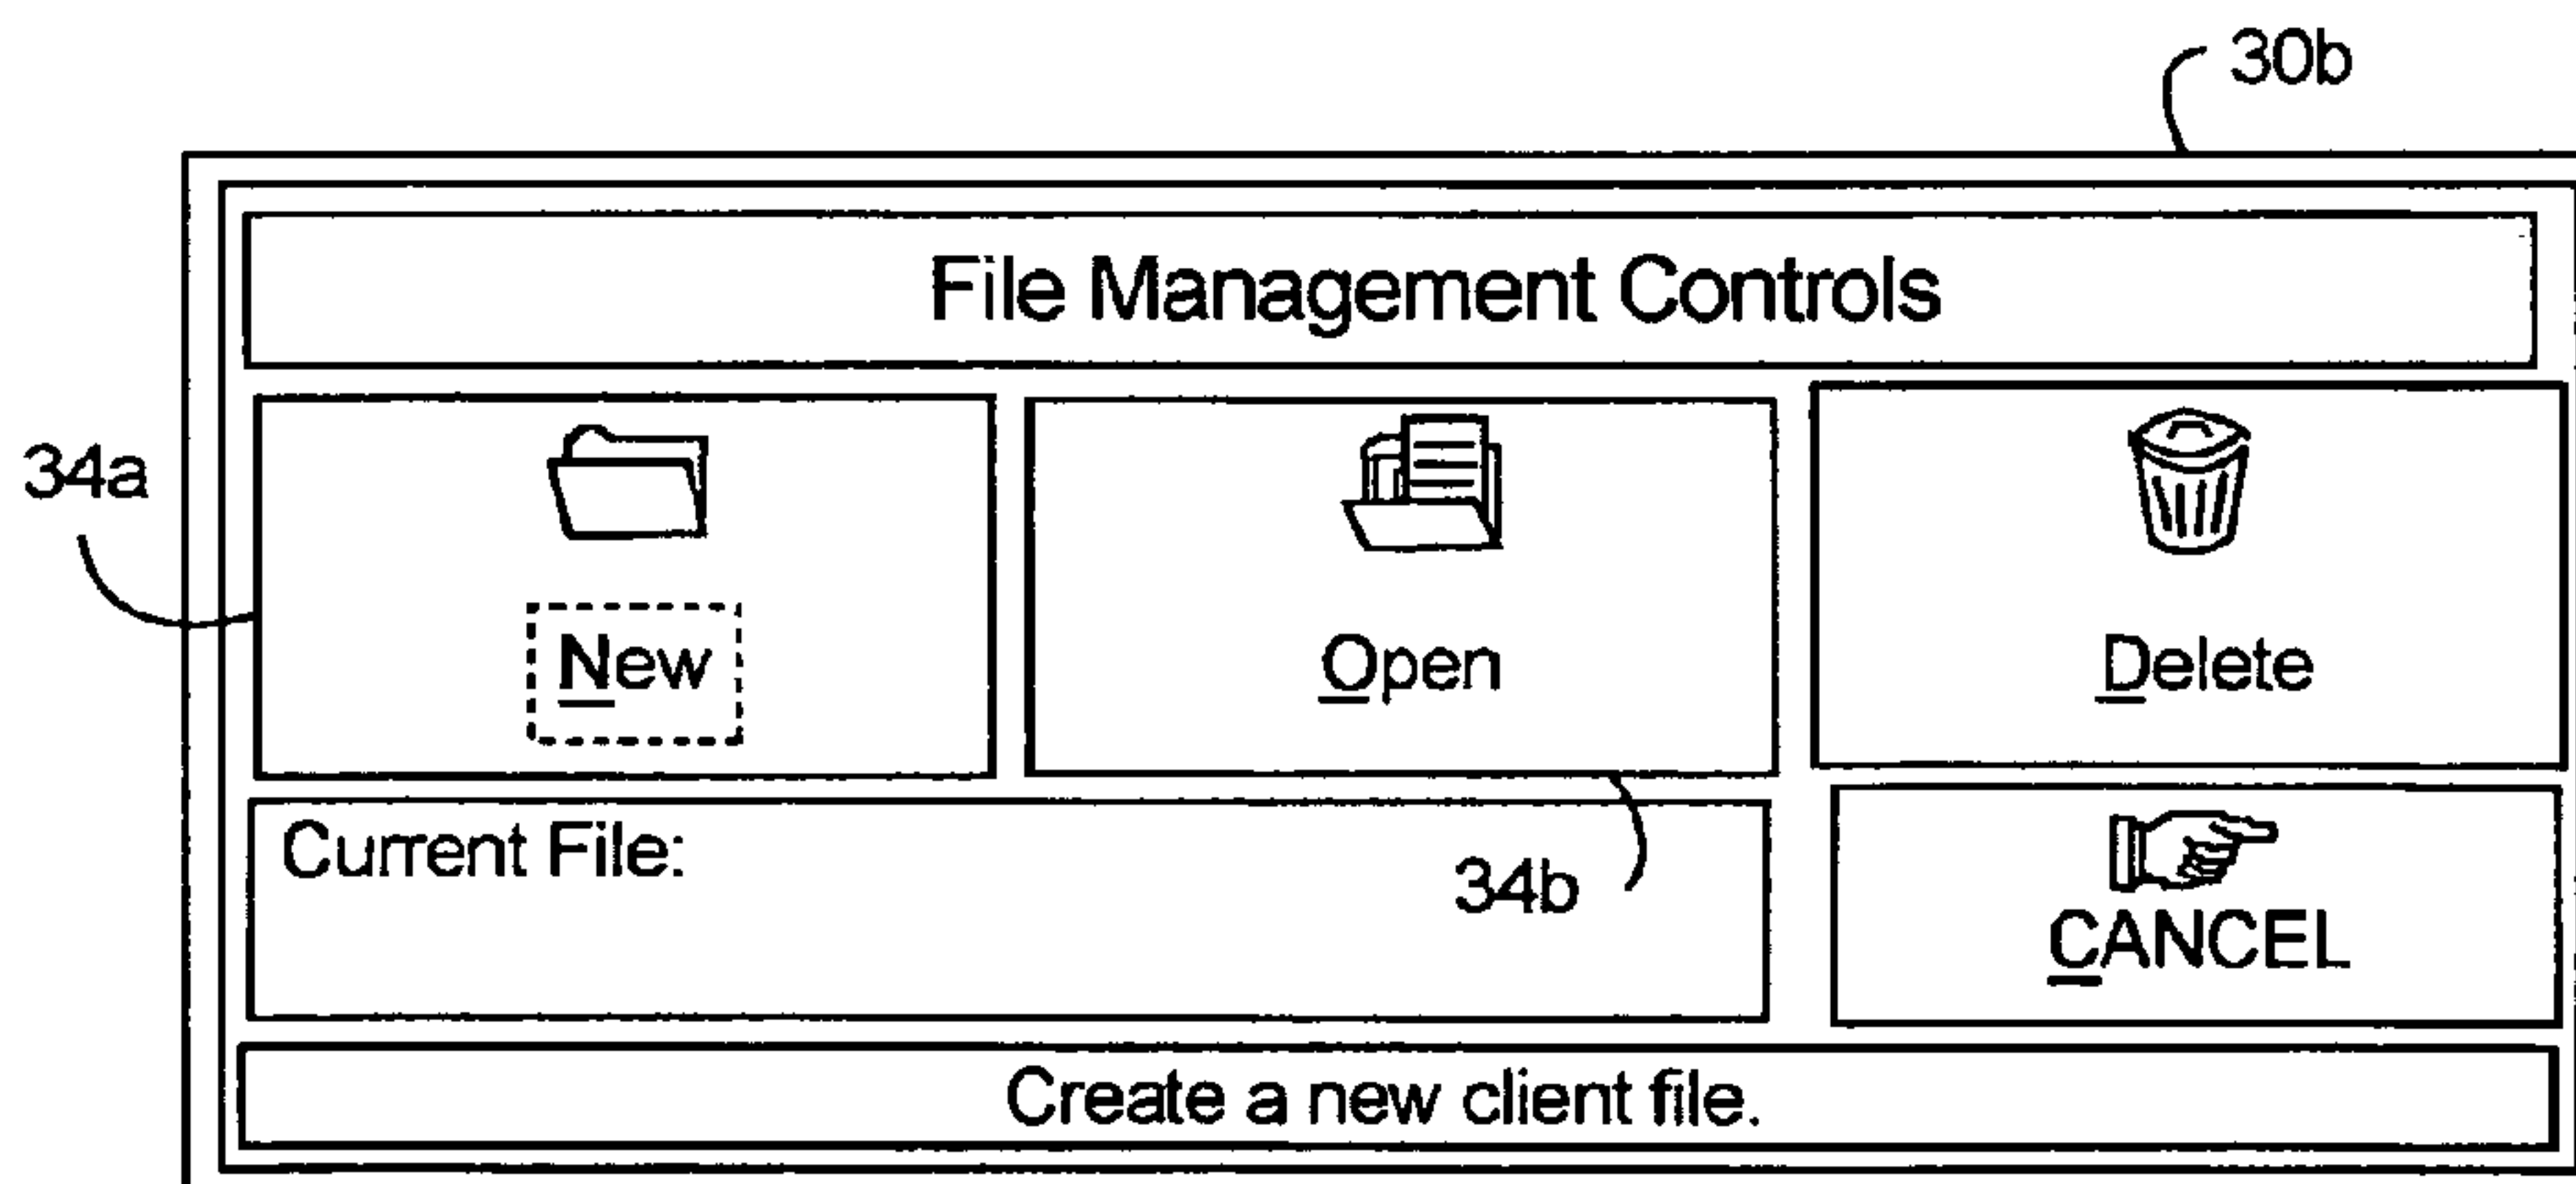 30b
File Management Controls
34a
New
Open
Delete
Current File:
34b
CANCEL
Create a new client file.